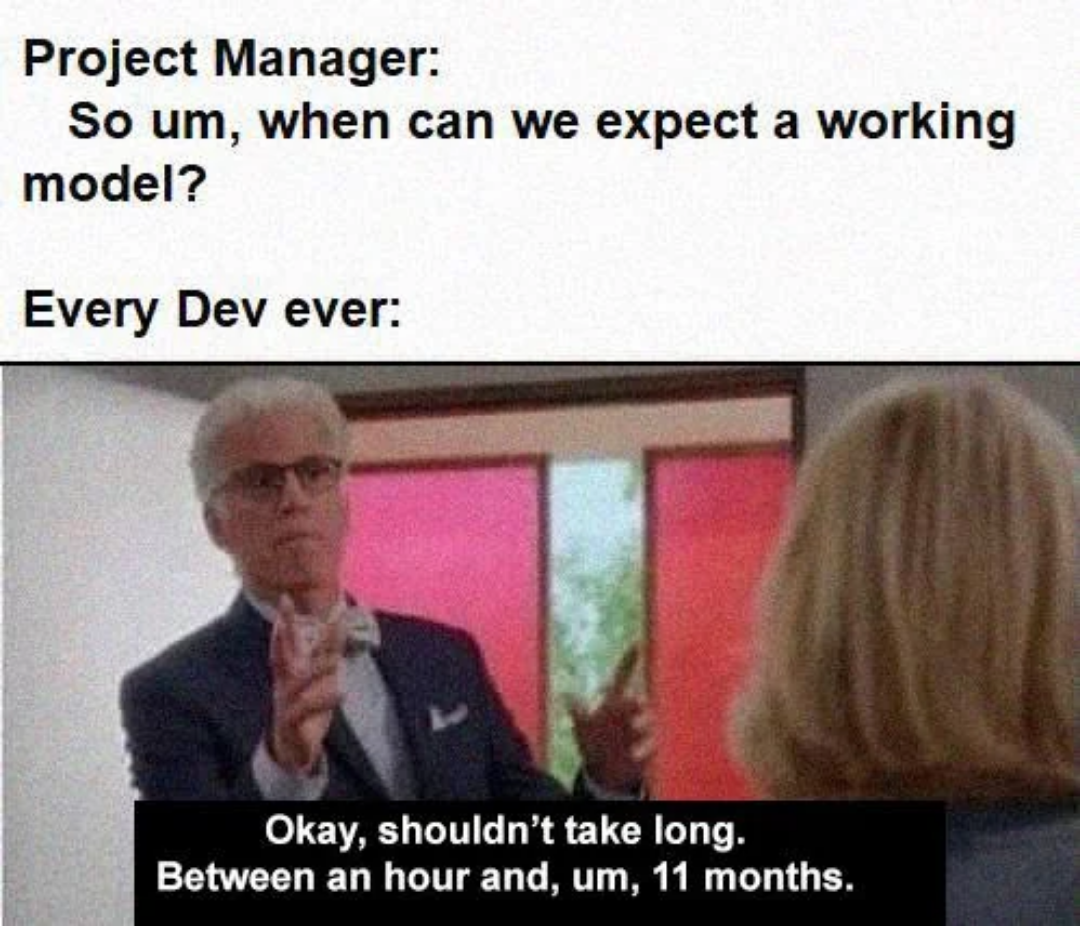 Project Manager:
So um, when can we expect a working
model?
Every Dev ever:
Okay, shouldn't take long.
Between an hour and, um, 11 months.